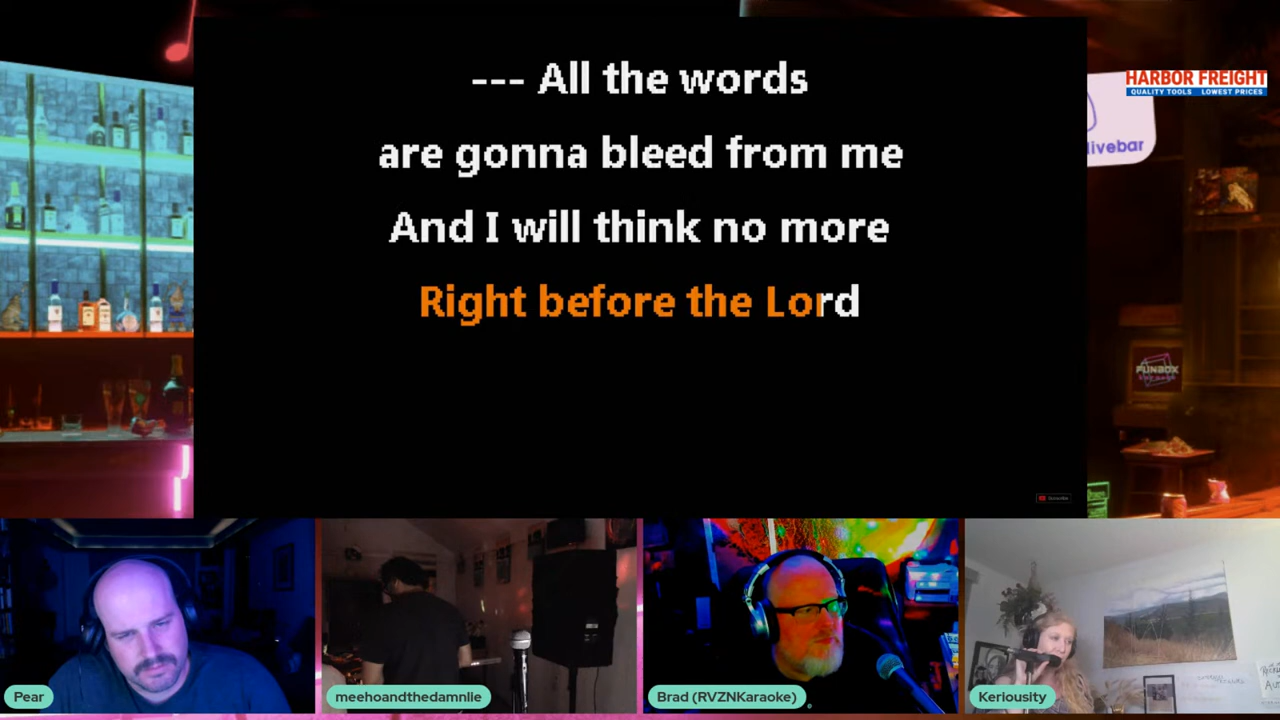 --- All the words
are gonna bleed from me
And I will think no more
Right before the Lord
HARBOR FREIGHT
QUALITY TOOLS LOWEST PRICES
livebar
FUNBOX
Subscribe
Pear
meehoandthedamnlie
Brad (RVZNKaraoke)
Keriousity